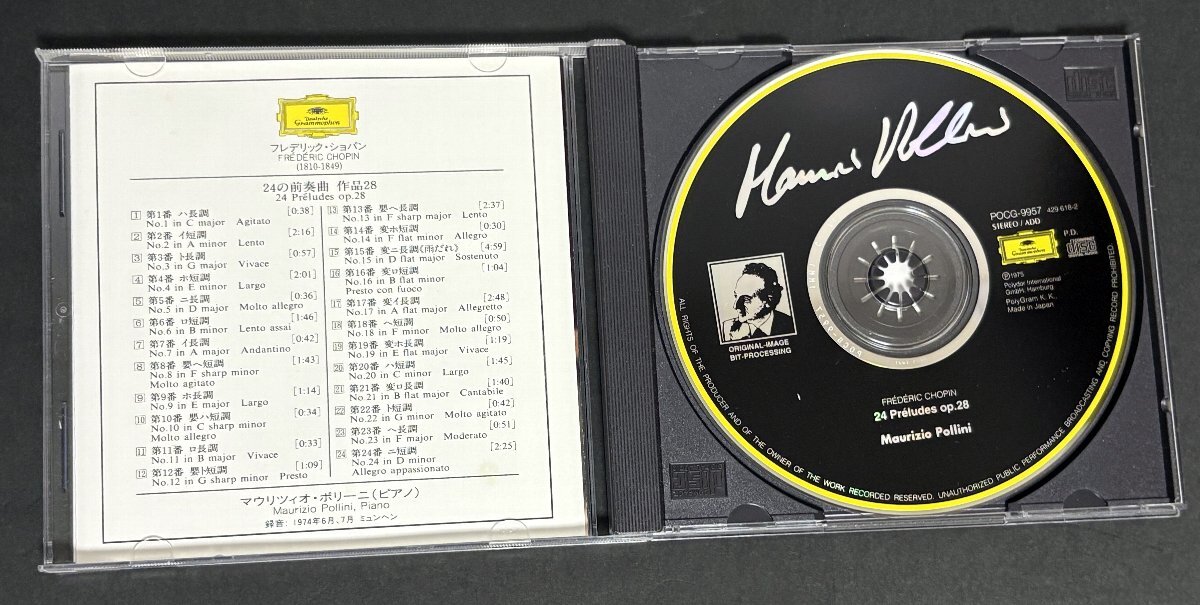 Deutsche
Grammophon
フレデリック・ショパン
FRÉDÉRIC CHOPIN
(1810-1849)
24の前奏曲 作品28
24 Préludes op.28
1 第1番 ハ長調 [0:38]
No.1 in C major Agitato
2 第2番 イ短調 [2:16]
No.2 in A minor Lento
3 第3番 ト長調 [0:57]
No.3 in G major Vivace
4 第4番 ホ短調 [2:01]
No.4 in E minor Largo
5 第5番 ニ長調 [0:36]
No.5 in D major Molto allegro
6 第6番 ロ短調 [1:46]
No.6 in B minor Lento assai
7 第7番 イ長調 [0:42]
No.7 in A major Andantino
8 第8番 嬰ヘ短調 [1:43]
No.8 in F sharp minor
Molto agitato
9 第9番 ホ長調 [1:14]
No.9 in E major Largo
10 第10番 嬰ハ短調 [0:34]
No.10 in C sharp minor
Molto allegro
11 第11番 ロ長調 [0:33]
No.11 in B major Vivace
12 第12番 嬰ト短調 [1:09]
No.12 in G sharp minor Presto
13 第13番 嬰ヘ長調 [2:37]
No.13 in F sharp major Lento
14 第14番 変ホ短調 [0:30]
No.14 in E flat minor Allegro
15 第15番 変ニ長調《雨だれ》 [4:59]
No.15 in D flat major Sostenuto
16 第16番 変ロ短調 [1:04]
No.16 in B flat minor
Presto con fuoco
17 第17番 変イ長調 [2:48]
No.17 in A flat major Allegretto
18 第18番 ヘ短調 [0:50]
No.18 in F minor Molto allegro
19 第19番 変ホ長調 [1:19]
No.19 in E flat major Vivace
20 第20番 ハ短調 [1:45]
No.20 in C minor Largo
21 第21番 変ロ長調 [1:40]
No.21 in B flat major Cantabile
22 第22番 ト短調 [0:42]
No.22 in G minor Molto agitato
23 第23番 ヘ長調 [0:51]
No.23 in F major Moderato
24 第24番 ニ短調 [2:25]
No.24 in D minor
Allegro appassionato
マウリツィオ・ポリーニ(ピアノ)
Maurizio Pollini, Piano
録音:1974年6月、7月 ミュンヘン
Maurizio Pollini
POCG-9957 429 618-2
STEREO / ADD
P.D.
℗1975
Polydor International
GmbH, Hamburg
PolyGram K. K.,
Made in Japan
ORIGINAL-IMAGE
BIT-PROCESSING
FRÉDÉRIC CHOPIN
24 Préludes op.28
Maurizio Pollini
ALL RIGHTS OF THE PRODUCER AND OF THE OWNER OF THE WORK RECORDED RESERVED. UNAUTHORIZED PUBLIC PERFORMANCE BROADCASTING AND COPYING RECORD PROHIBITED.